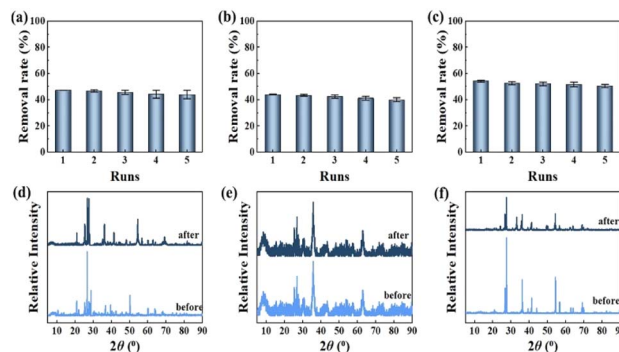 (a)
Removal rate (%)
100
80
60
40
20
0
1 2 3 4 5
Runs
(b)
Removal rate (%)
100
80
60
40
20
0
1 2 3 4 5
Runs
(c)
Removal rate (%)
100
80
60
40
20
0
1 2 3 4 5
Runs
(d)
Relative Intensity
after
before
10 20 30 40 50 60 70 80 90
2θ (⁰)
(e)
Relative Intensity
after
before
10 20 30 40 50 60 70 80 90
2θ (⁰)
(f)
Relative Intensity
after
before
10 20 30 40 50 60 70 80 90
2θ (⁰)